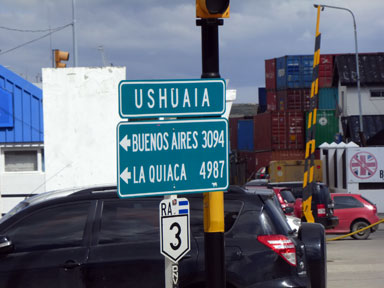 USHUAIA
BUENOS AIRES 3094
LA QUIACA 4987
RA
3